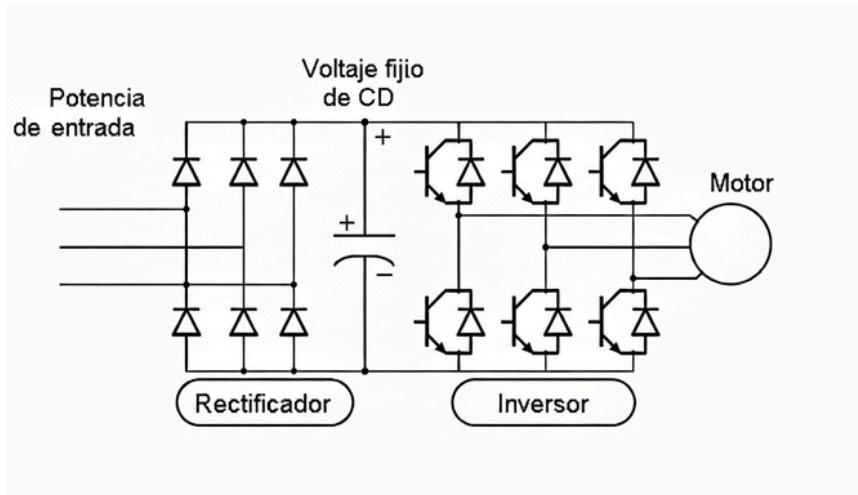 Voltaje fijio
de CD
Potencia
de entrada
+
+
−
Motor
Rectificador
Inversor